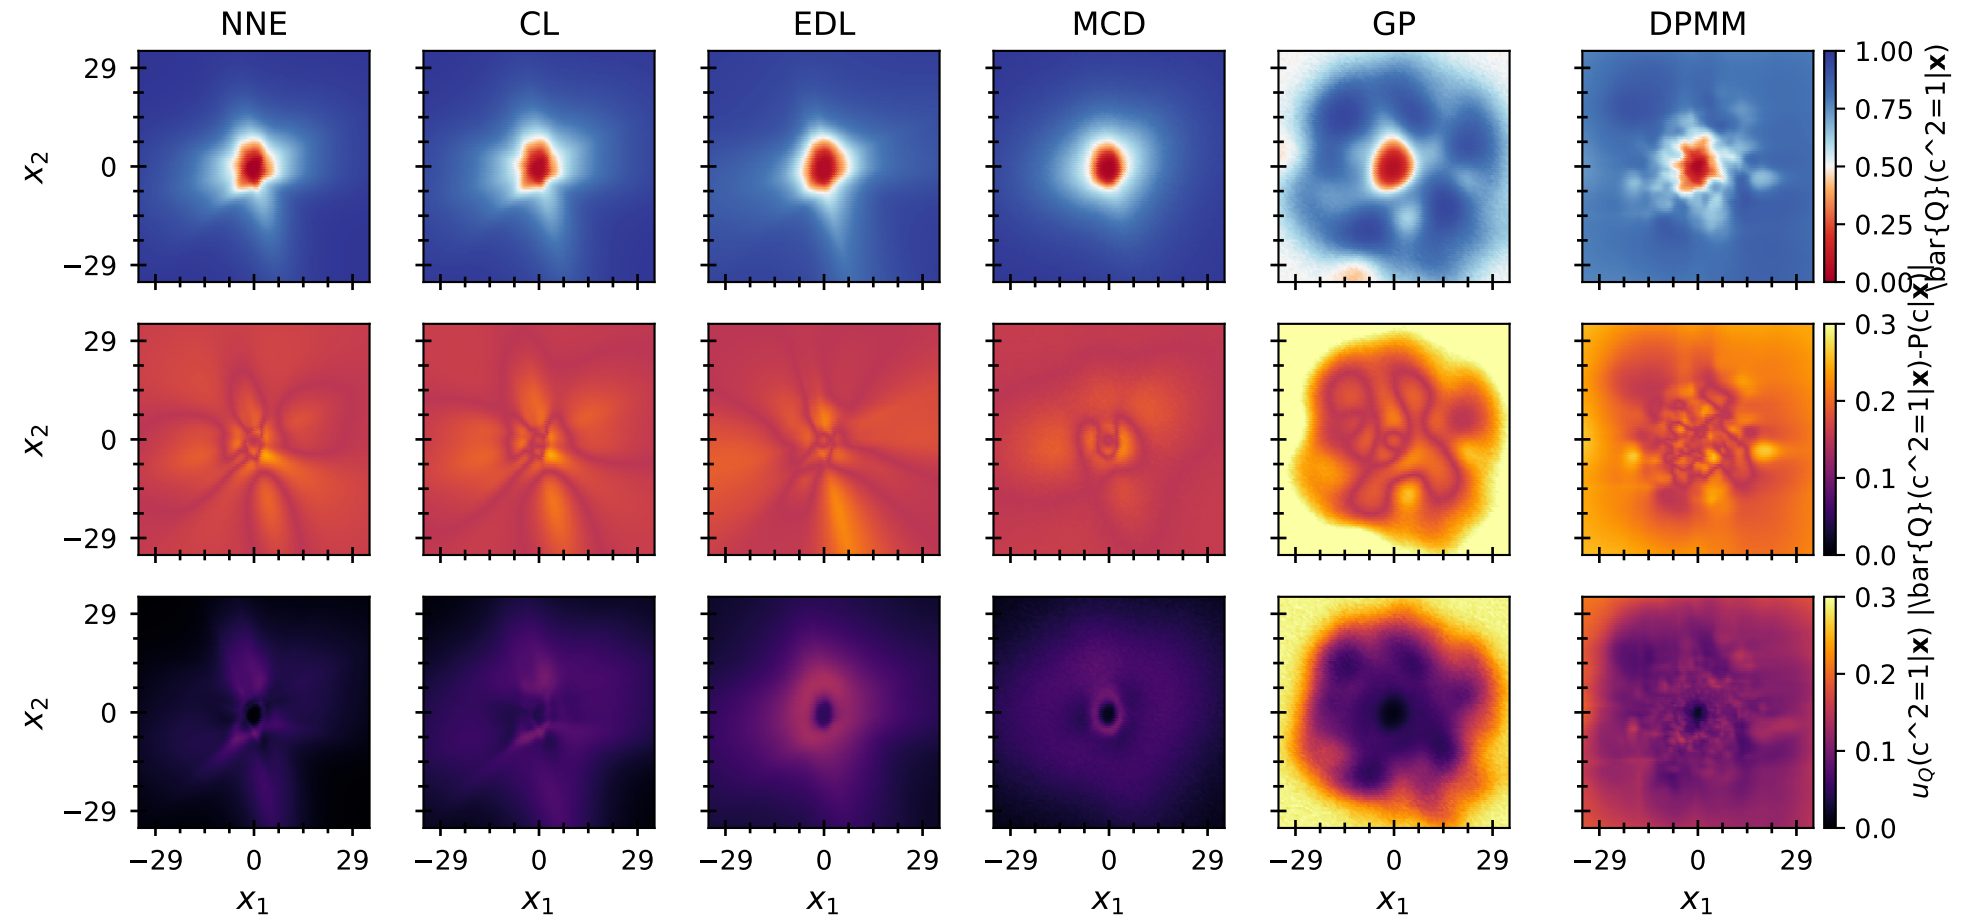 NNE CL EDL MCD GP DPMM
29 0 −29
x₂
1.00 0.75 0.50 0.25 0.00
\bar{Q}(c^2=1|x)
29 0 −29
x₂
0.3 0.2 0.1 0.0
|\bar{Q}(c^2=1|x)-P(c|x)|
29 0 −29
x₂
0.3 0.2 0.1 0.0
u_Q(c^2=1|x)
−29 0 29 −29 0 29 −29 0 29 −29 0 29 −29 0 29 −29 0 29
x₁ x₁ x₁ x₁ x₁ x₁